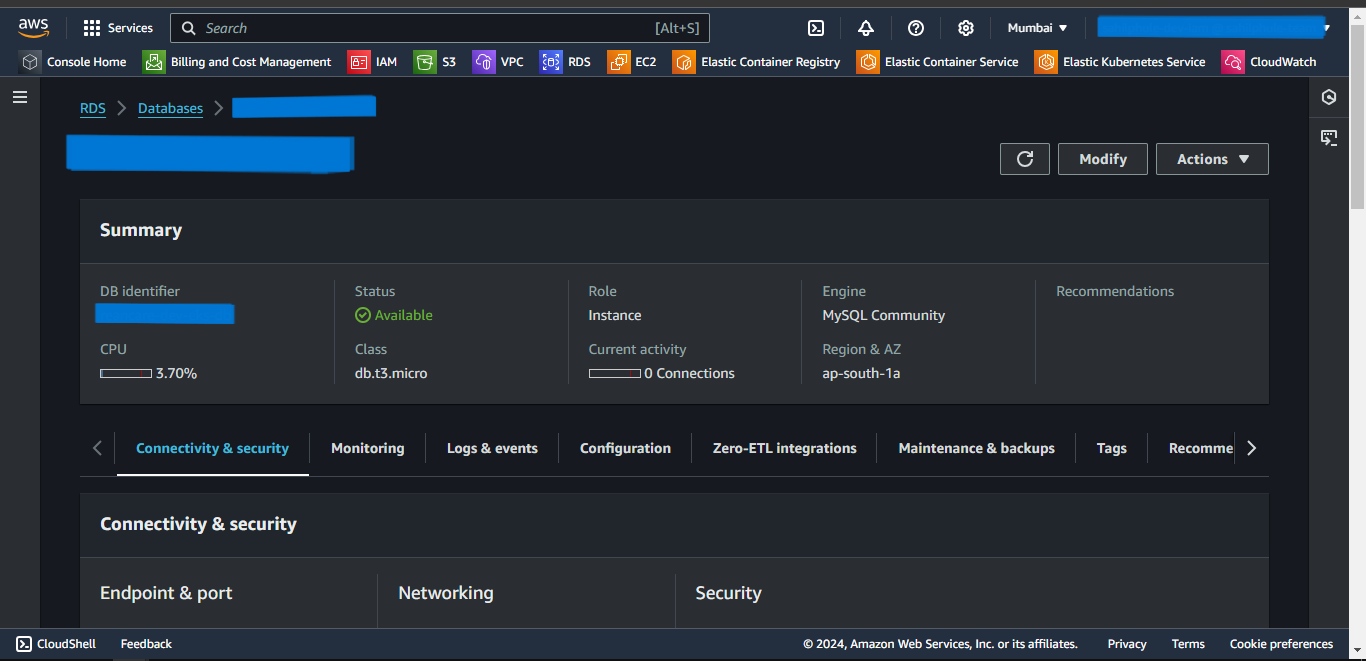 aws Services Search [Alt+S] Mumbai
Console Home Billing and Cost Management IAM S3 VPC RDS EC2 Elastic Container Registry Elastic Container Service Elastic Kubernetes Service CloudWatch
RDS Databases
Modify Actions
Summary
DB identifier Status Role Engine Recommendations
Available Instance MySQL Community
CPU Class Current activity Region & AZ
3.70% db.t3.micro 0 Connections ap-south-1a
Connectivity & security Monitoring Logs & events Configuration Zero-ETL integrations Maintenance & backups Tags Recomme
Connectivity & security
Endpoint & port Networking Security
CloudShell Feedback © 2024, Amazon Web Services, Inc. or its affiliates. Privacy Terms Cookie preferences